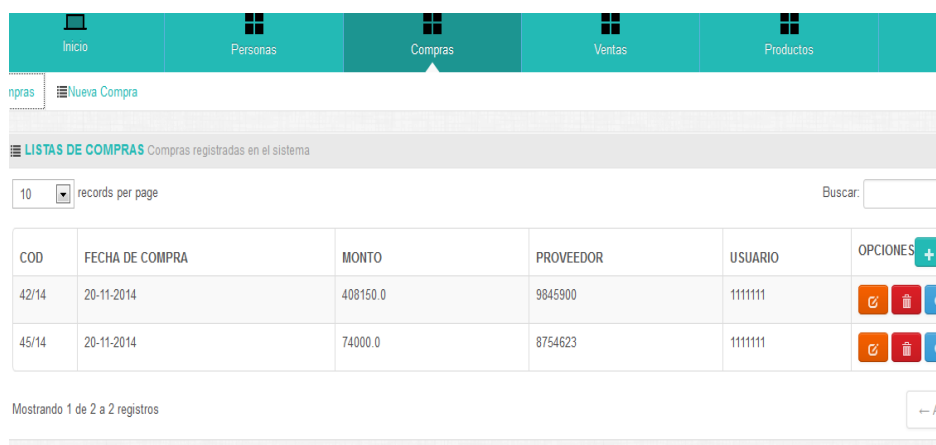 Inicio Personas Compras Ventas Productos
mpras Nueva Compra
LISTAS DE COMPRAS Compras registradas en el sistema
10 records per page Buscar:
COD FECHA DE COMPRA MONTO PROVEEDOR USUARIO OPCIONES
42/14 20-11-2014 408150.0 9845900 1111111
45/14 20-11-2014 74000.0 8754623 1111111
Mostrando 1 de 2 a 2 registros ← A